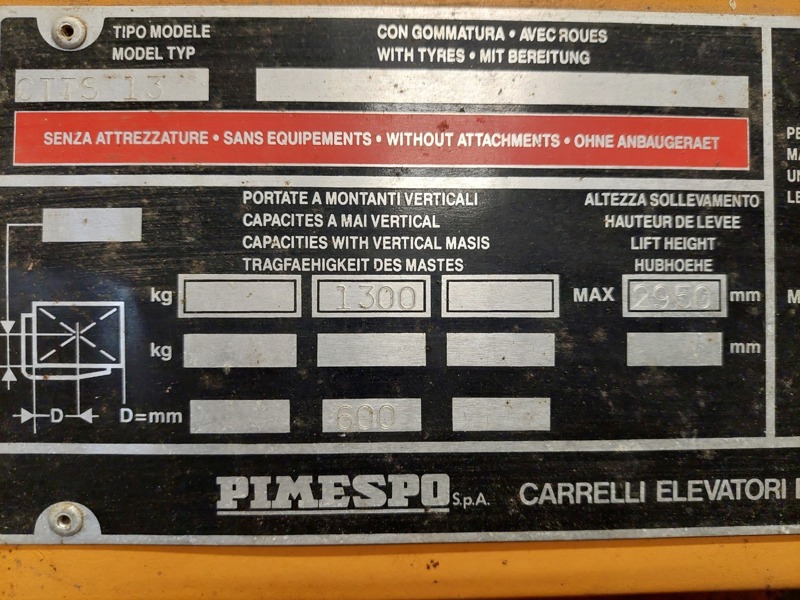 TIPO MODELE
MODEL TYP
CON GOMMATURA • AVEC ROUES
WITH TYRES • MIT BEREITUNG
CTTS 13
SENZA ATTREZZATURE • SANS EQUIPEMENTS • WITHOUT ATTACHMENTS • OHNE ANBAUGERAET
PORTATE A MONTANTI VERTICALI
CAPACITES A MAI VERTICAL
CAPACITIES WITH VERTICAL MASIS
TRAGFAEHIGKEIT DES MASTES
ALTEZZA SOLLEVAMENTO
HAUTEUR DE LEVEE
LIFT HEIGHT
HUBHOEHE
kg 1300 MAX 2950 mm
kg mm
D D=mm 600
PIMESPO S.p.A. CARRELLI ELEVATORI